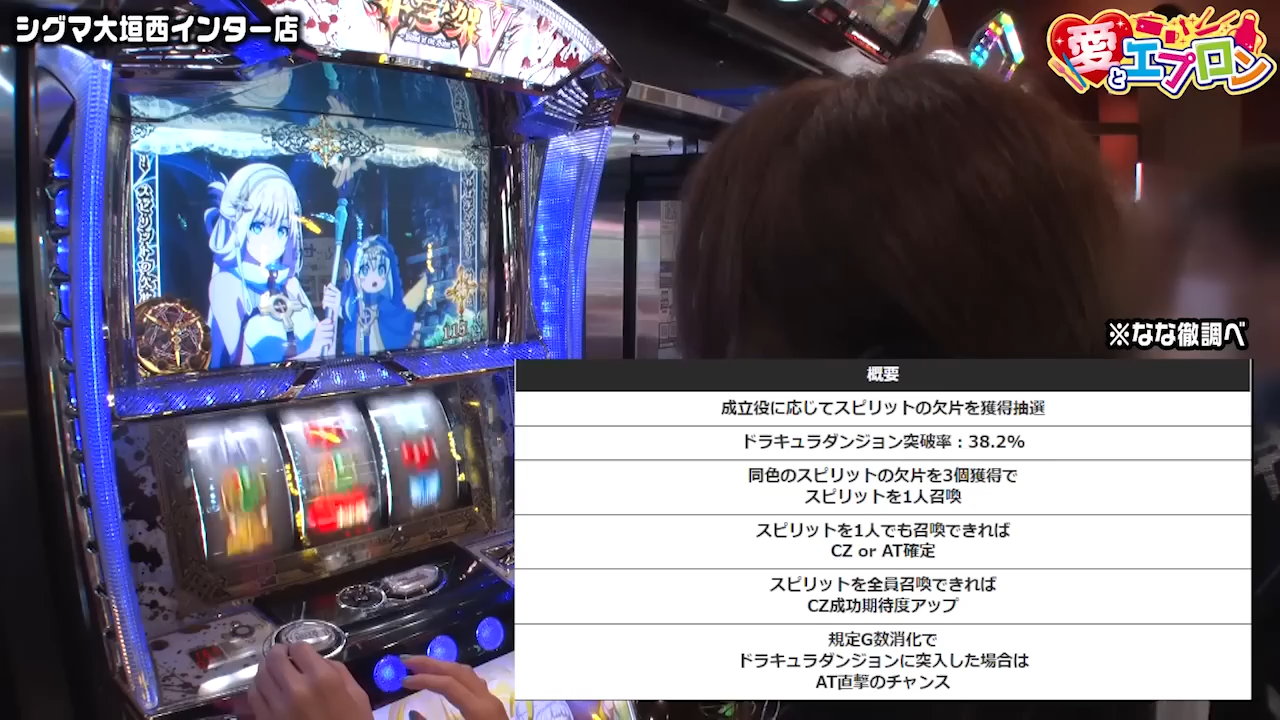 シグマ大垣西インター店
愛とエプロン
※なな徹調べ
概要
成立役に応じてスピリットの欠片を獲得抽選
ドラキュラダンジョン突破率：38.2%
同色のスピリットの欠片を3個獲得で
スピリットを1人召喚
スピリットを1人でも召喚できれば
CZ or AT確定
スピリットを全員召喚できれば
CZ成功期待度アップ
規定G数消化で
ドラキュラダンジョンに突入した場合は
AT直撃のチャンス